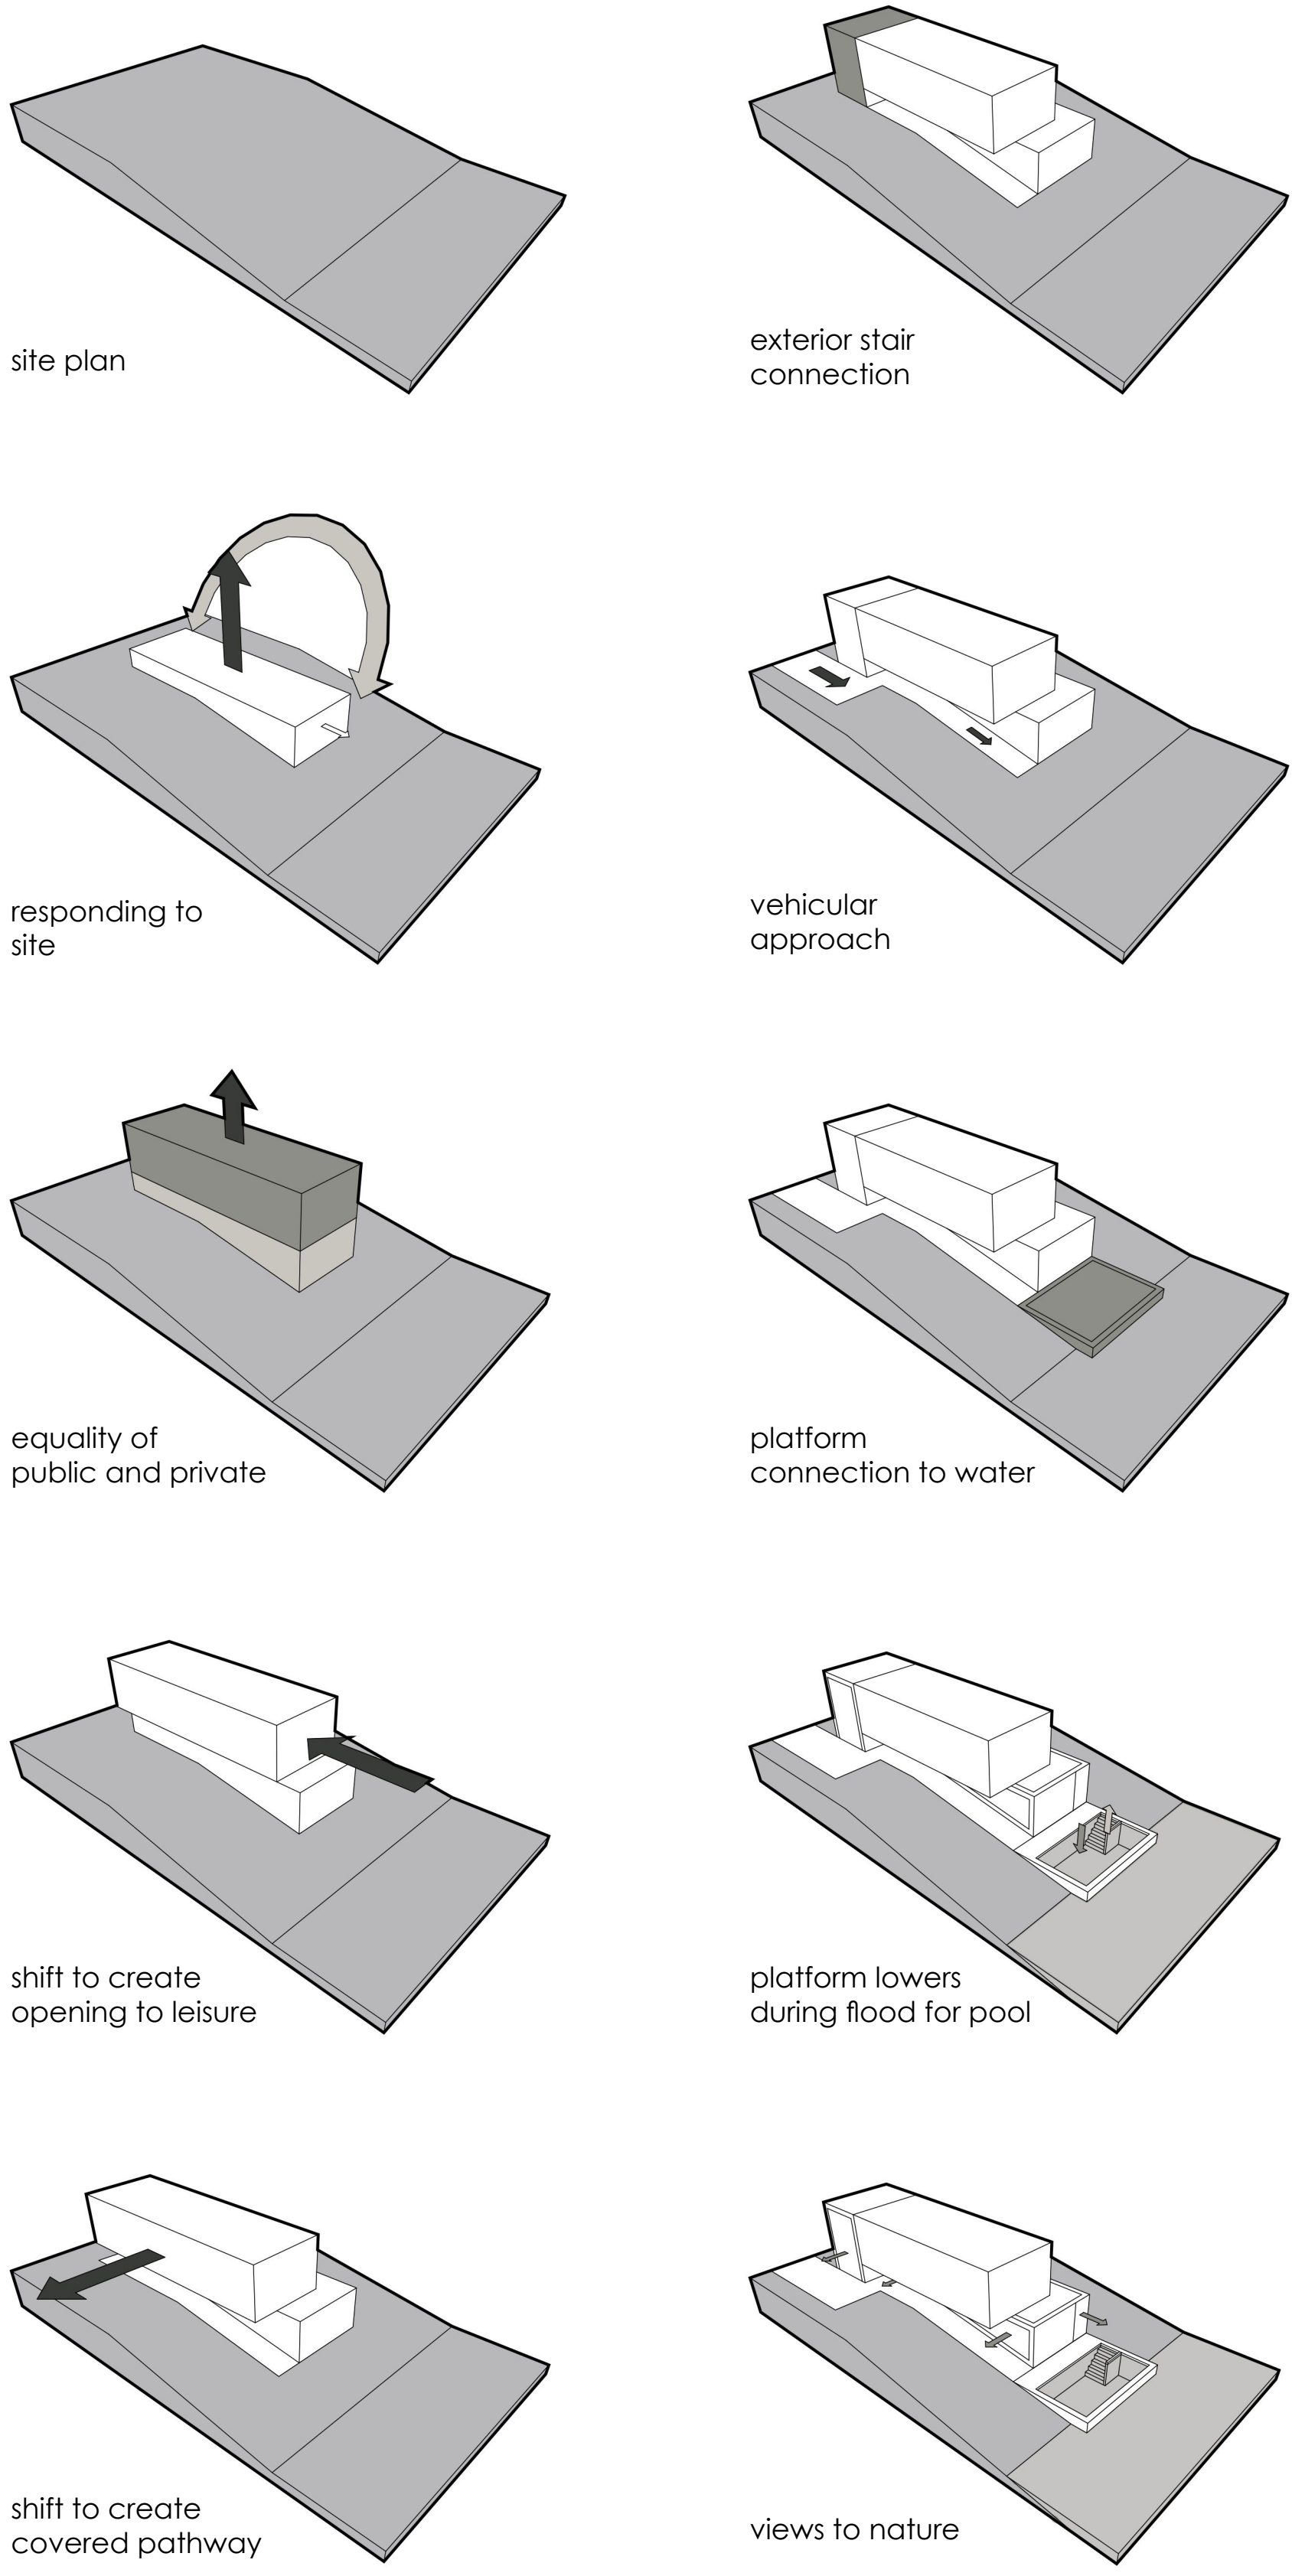 site plan
responding to
site
equality of
public and private
shift to create
opening to leisure
shift to create
covered pathway
exterior stair
connection
vehicular
approach
platform
connection to water
platform lowers
during flood for pool
views to nature